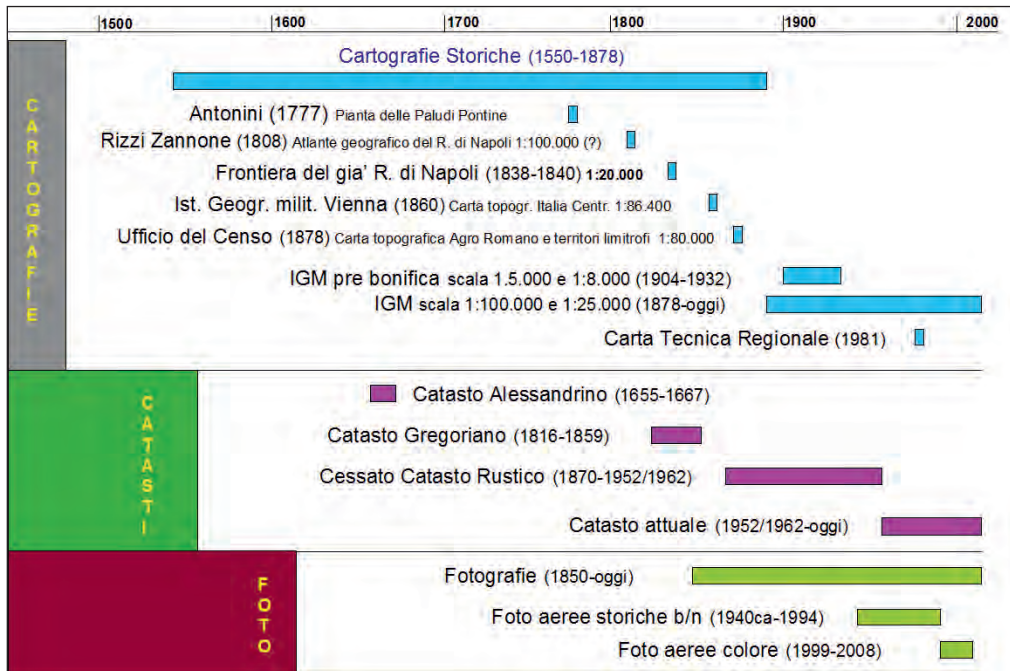 1500 1600 1700 1800 1900 2000
CARTOGRAFIE
Cartografie Storiche (1550-1878)
Antonini (1777) Pianta delle Paludi Pontine
Rizzi Zannone (1808) Atlante geografico del R. di Napoli 1:100.000 (?)
Frontiera del gia' R. di Napoli (1838-1840) 1:20.000
Ist. Geogr. milit. Vienna (1860) Carta topogr. Italia Centr. 1:86.400
Ufficio del Censo (1878) Carta topografica Agro Romano e territori limitrofi 1:80.000
IGM pre bonifica scala 1.5.000 e 1:8.000 (1904-1932)
IGM scala 1:100.000 e 1:25.000 (1878-oggi)
Carta Tecnica Regionale (1981)
CATASTI
Catasto Alessandrino (1655-1667)
Catasto Gregoriano (1816-1859)
Cessato Catasto Rustico (1870-1952/1962)
Catasto attuale (1952/1962-oggi)
FOTO
Fotografie (1850-oggi)
Foto aeree storiche b/n (1940ca-1994)
Foto aeree colore (1999-2008)